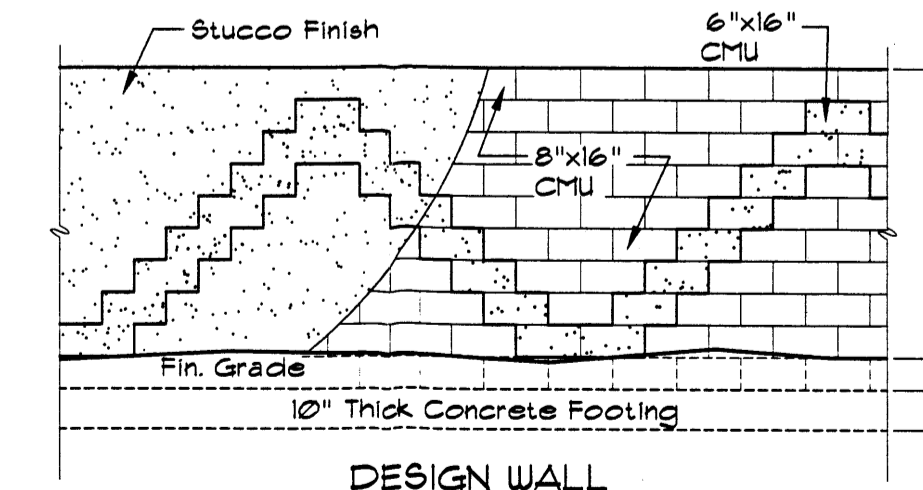 Stucco Finish
6"x16"
CMU
8"x16"
CMU
Fin. Grade
10" Thick Concrete Footing
DESIGN WALL